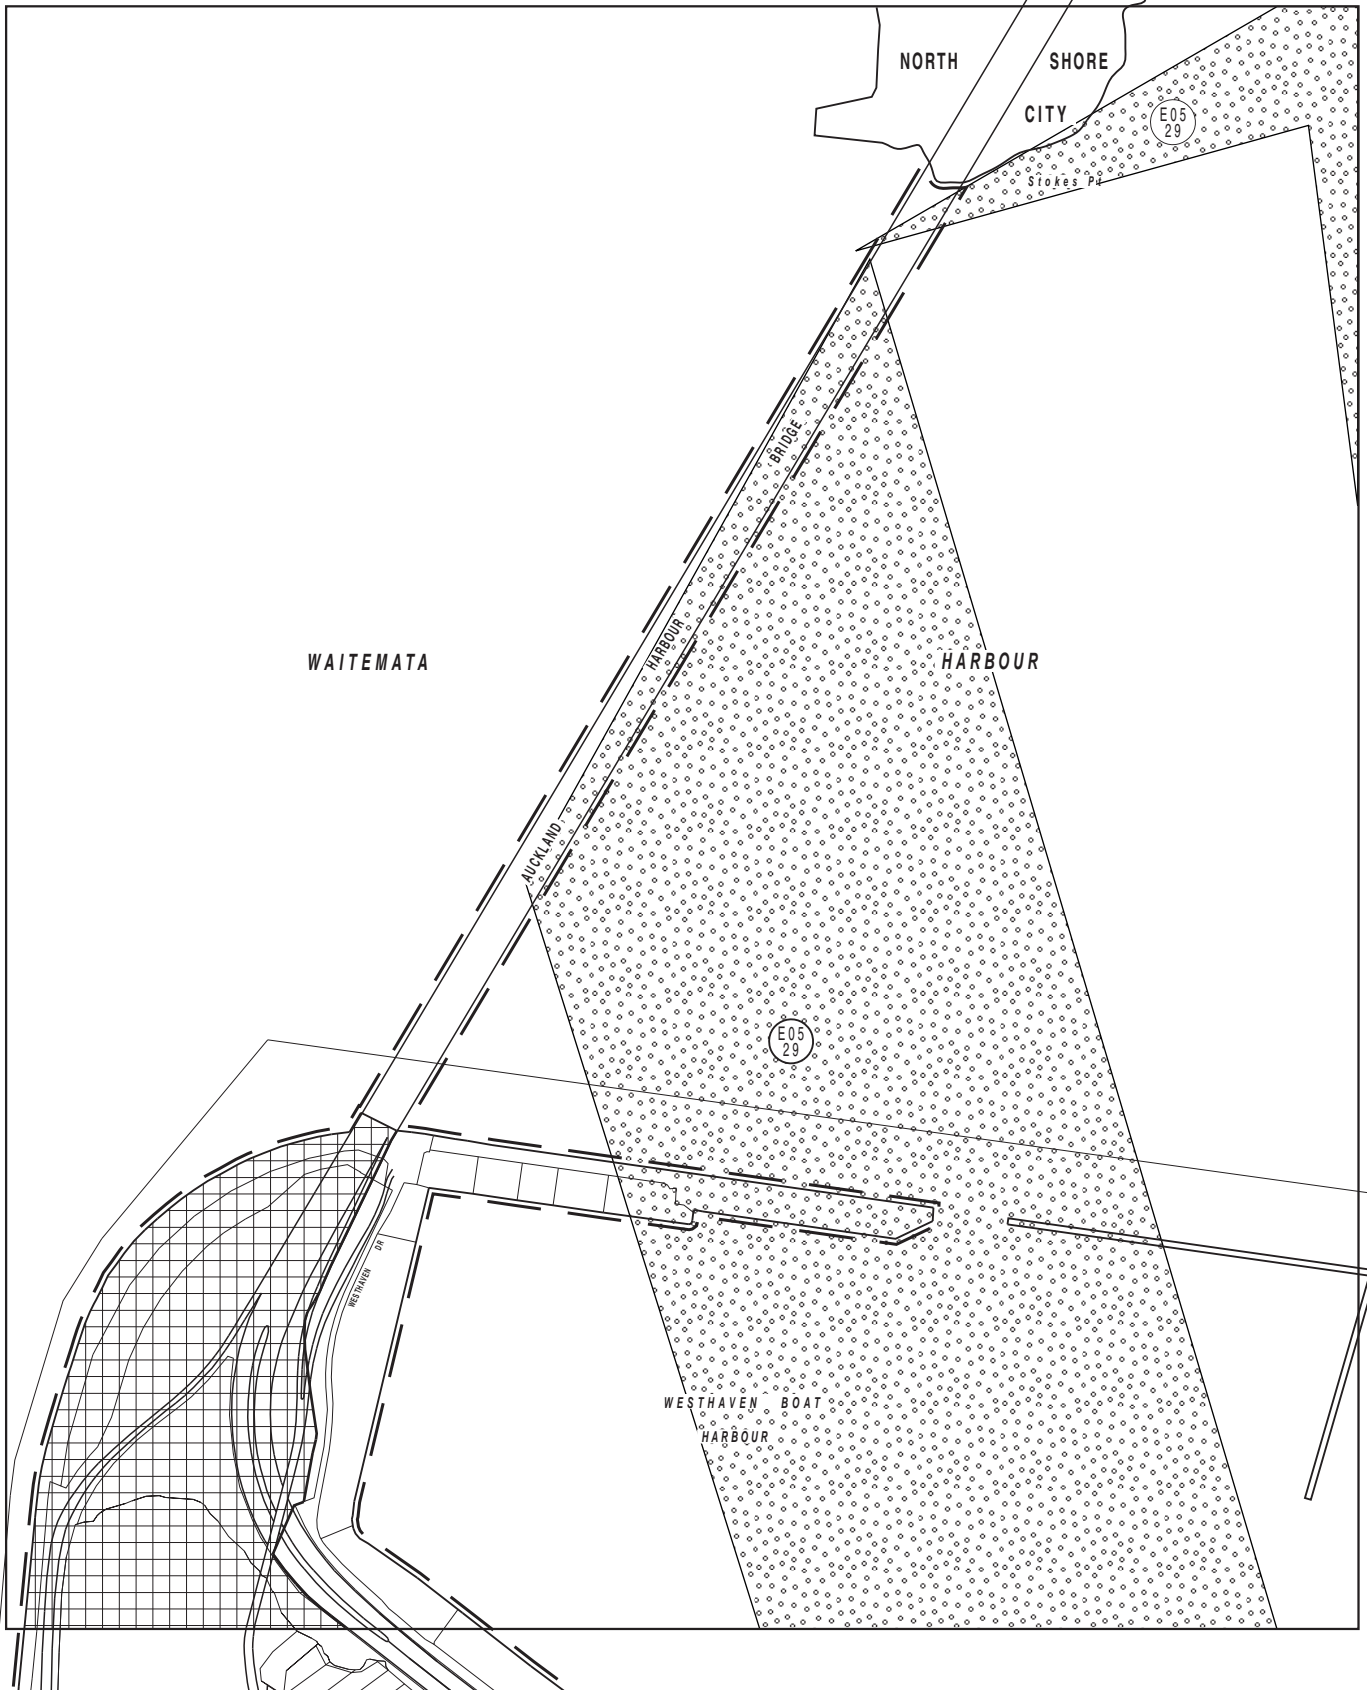 NORTH SHORE
CITY
E05
29
Stokes Pt
BRIDGE
HARBOUR
AUCKLAND
WAITEMATA HARBOUR
E05
29
WESTHAVEN DR
WESTHAVEN BOAT
HARBOUR